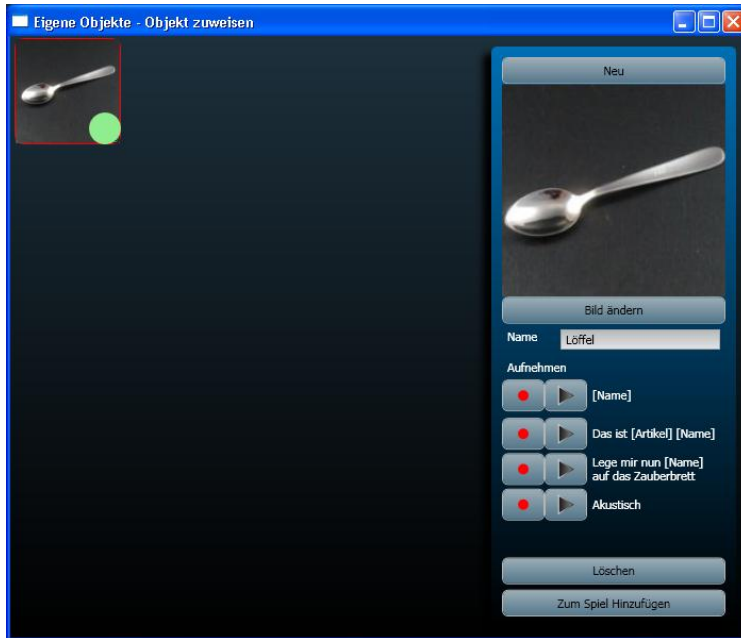 Eigene Objekte - Objekt zuweisen
Neu
Bild ändern
Name
Löffel
Aufnehmen
[Name]
Das ist [Artikel] [Name]
Lege mir nun [Name]
auf das Zauberbrett
Akustisch
Löschen
Zum Spiel Hinzufügen